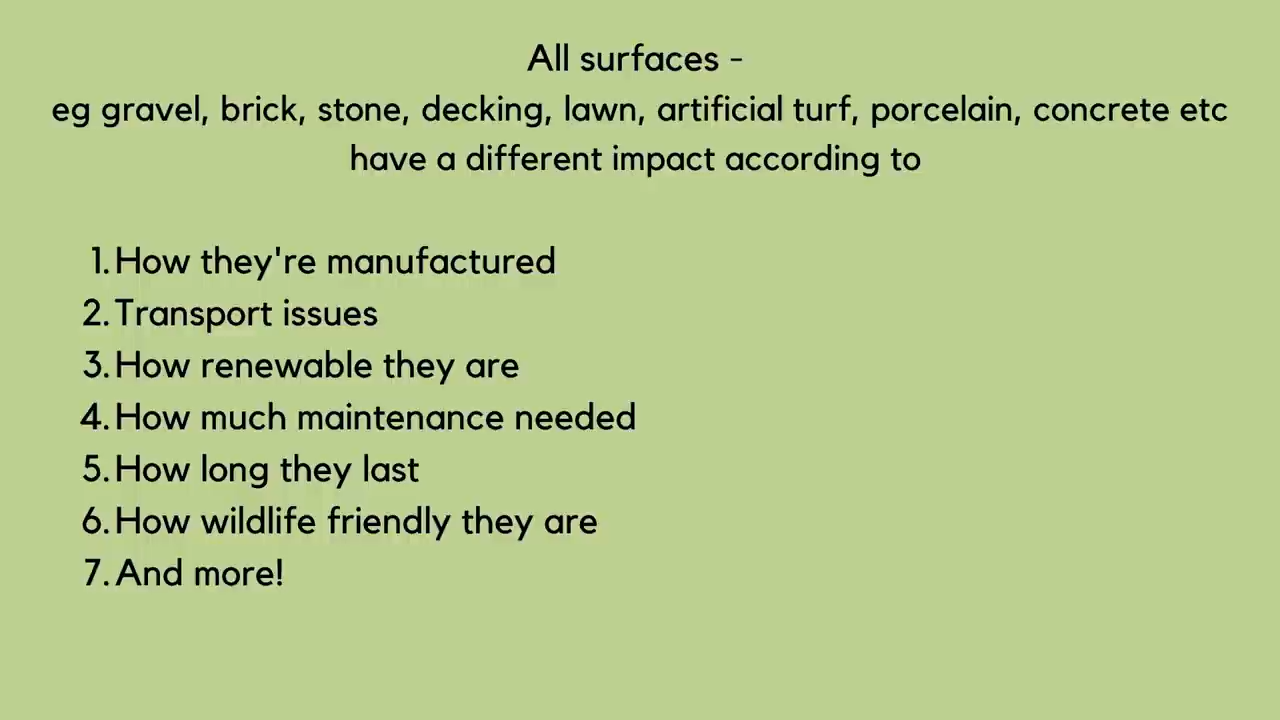 All surfaces -
eg gravel, brick, stone, decking, lawn, artificial turf, porcelain, concrete etc
have a different impact according to
1. How they're manufactured
2. Transport issues
3. How renewable they are
4. How much maintenance needed
5. How long they last
6. How wildlife friendly they are
7. And more!